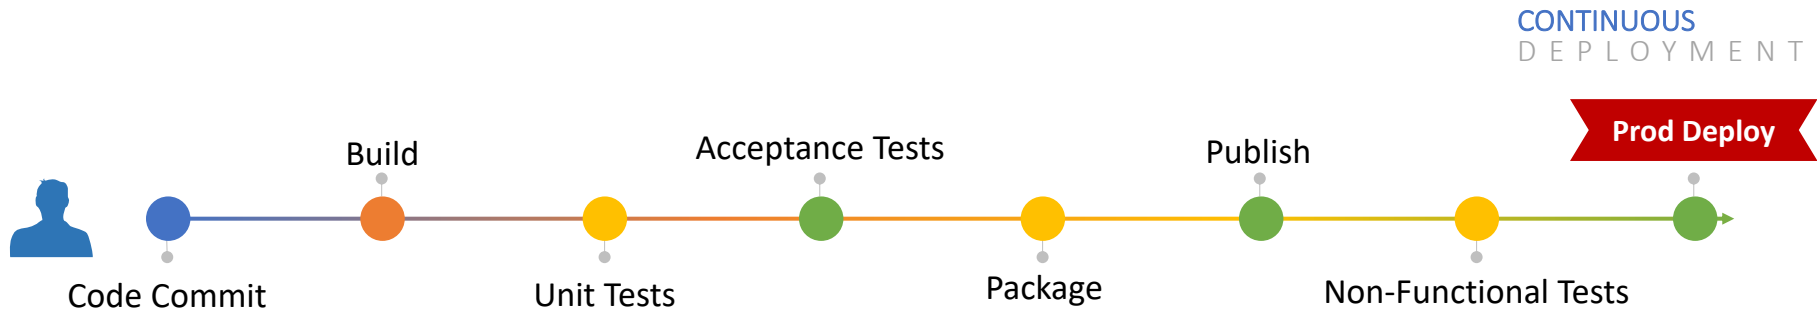 CONTINUOUS
DEPLOYMENT
Prod Deploy
Build
Acceptance Tests
Publish
Code Commit
Unit Tests
Package
Non-Functional Tests